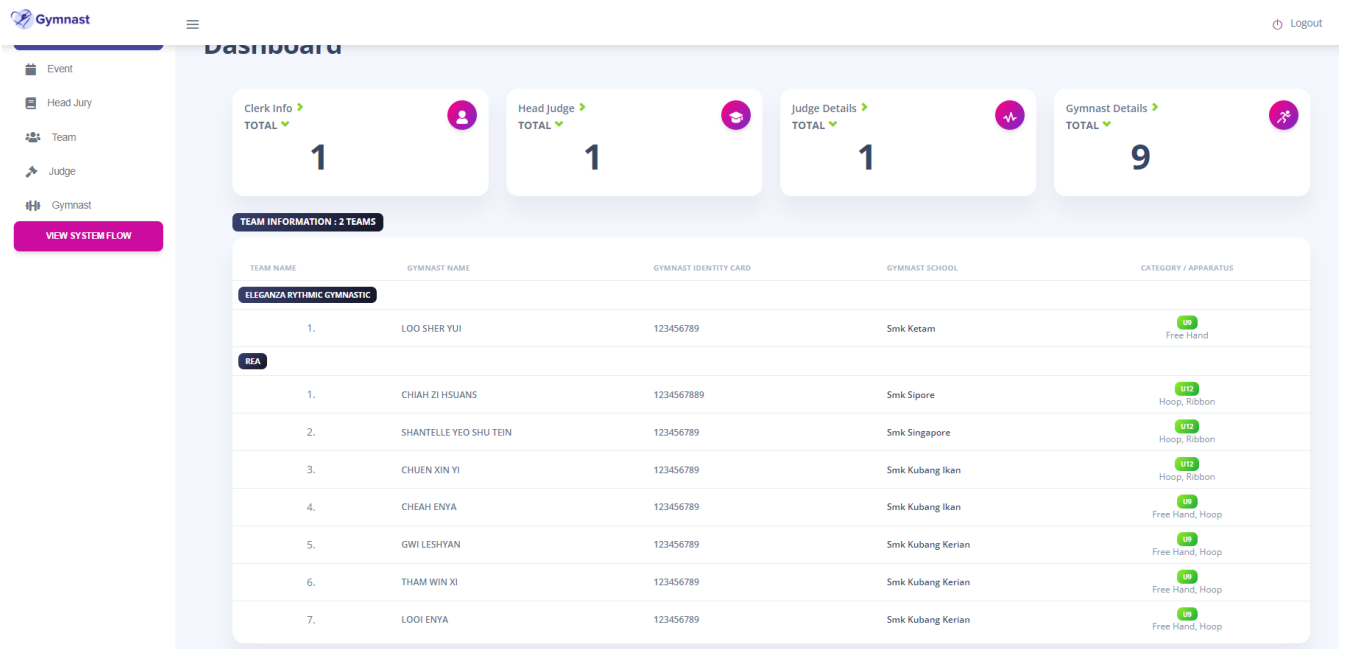 Gymnast
Logout
Dashboard
Event
Head Jury
Team
Judge
Gymnast
VIEW SYSTEM FLOW
Clerk Info
TOTAL
1
Head Judge
TOTAL
1
Judge Details
TOTAL
1
Gymnast Details
TOTAL
9
TEAM INFORMATION : 2 TEAMS
TEAM NAME GYMNAST NAME GYMNAST IDENTITY CARD GYMNAST SCHOOL CATEGORY / APPARATUS
ELEGANZA RYTHMIC GYMNASTIC
1. LOO SHER YUI 123456789 Smk Ketam U9
Free Hand
REA
1. CHIAH ZI HSUANS 1234567889 Smk Sipore U12
Hoop, Ribbon
2. SHANTELLE YEO SHU TEIN 123456789 Smk Singapore U12
Hoop, Ribbon
3. CHUEN XIN YI 123456789 Smk Kubang Ikan U12
Hoop, Ribbon
4. CHEAH ENYA 123456789 Smk Kubang Ikan U9
Free Hand, Hoop
5. GWI LESHYAN 123456789 Smk Kubang Kerian U9
Free Hand, Hoop
6. THAM WIN XI 123456789 Smk Kubang Kerian U9
Free Hand, Hoop
7. LOOI ENYA 123456789 Smk Kubang Kerian U9
Free Hand, Hoop